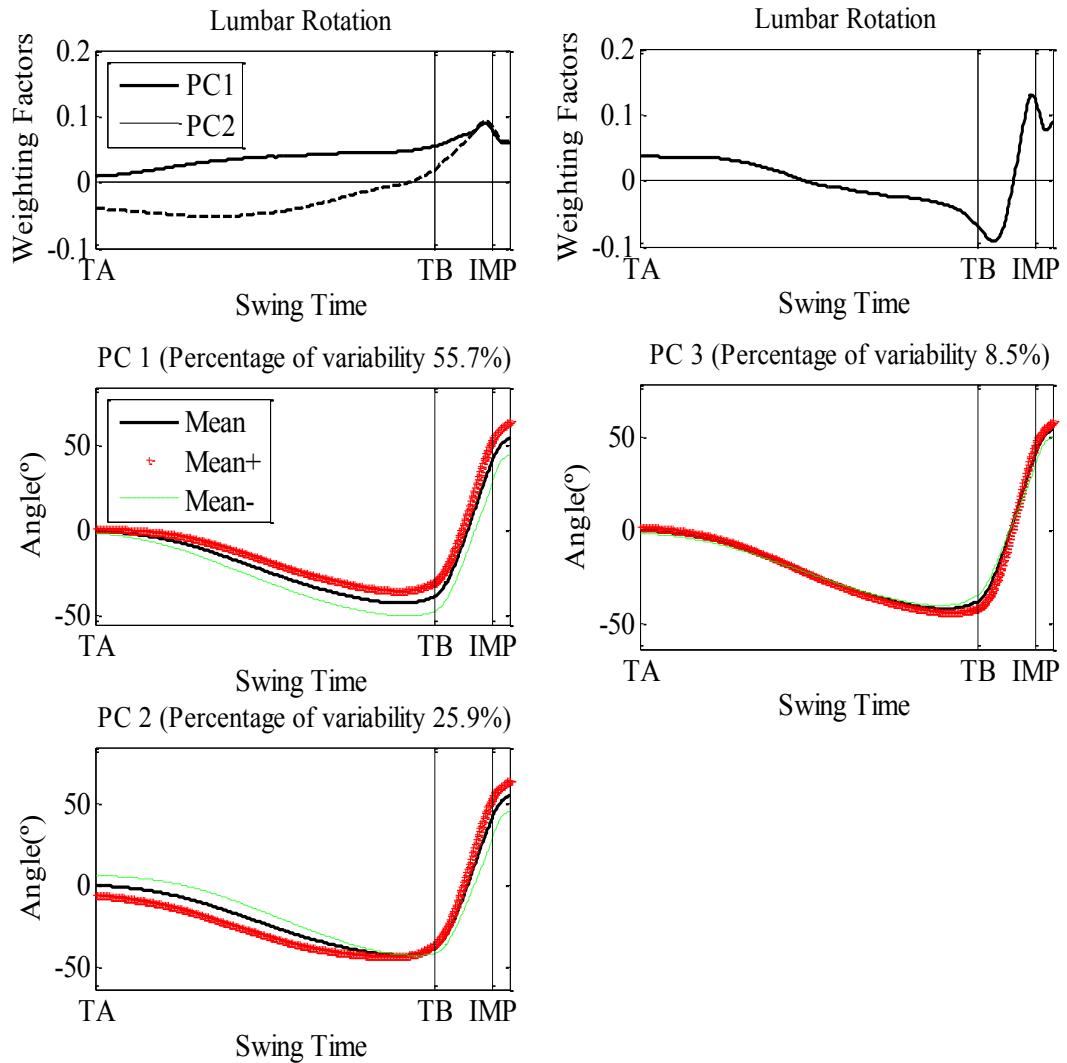 Lumbar Rotation
Weighting Factors
0.2
0.1
0
-0.1
PC1
PC2
TA TB IMP
Swing Time
Lumbar Rotation
Weighting Factors
0.2
0.1
0
-0.1
TA TB IMP
Swing Time
PC 1 (Percentage of variability 55.7%)
Angle(º)
50
0
-50
Mean
Mean+
Mean-
TA TB IMP
Swing Time
PC 3 (Percentage of variability 8.5%)
Angle(º)
50
0
-50
TA TB IMP
Swing Time
PC 2 (Percentage of variability 25.9%)
Angle(º)
50
0
-50
TA TB IMP
Swing Time